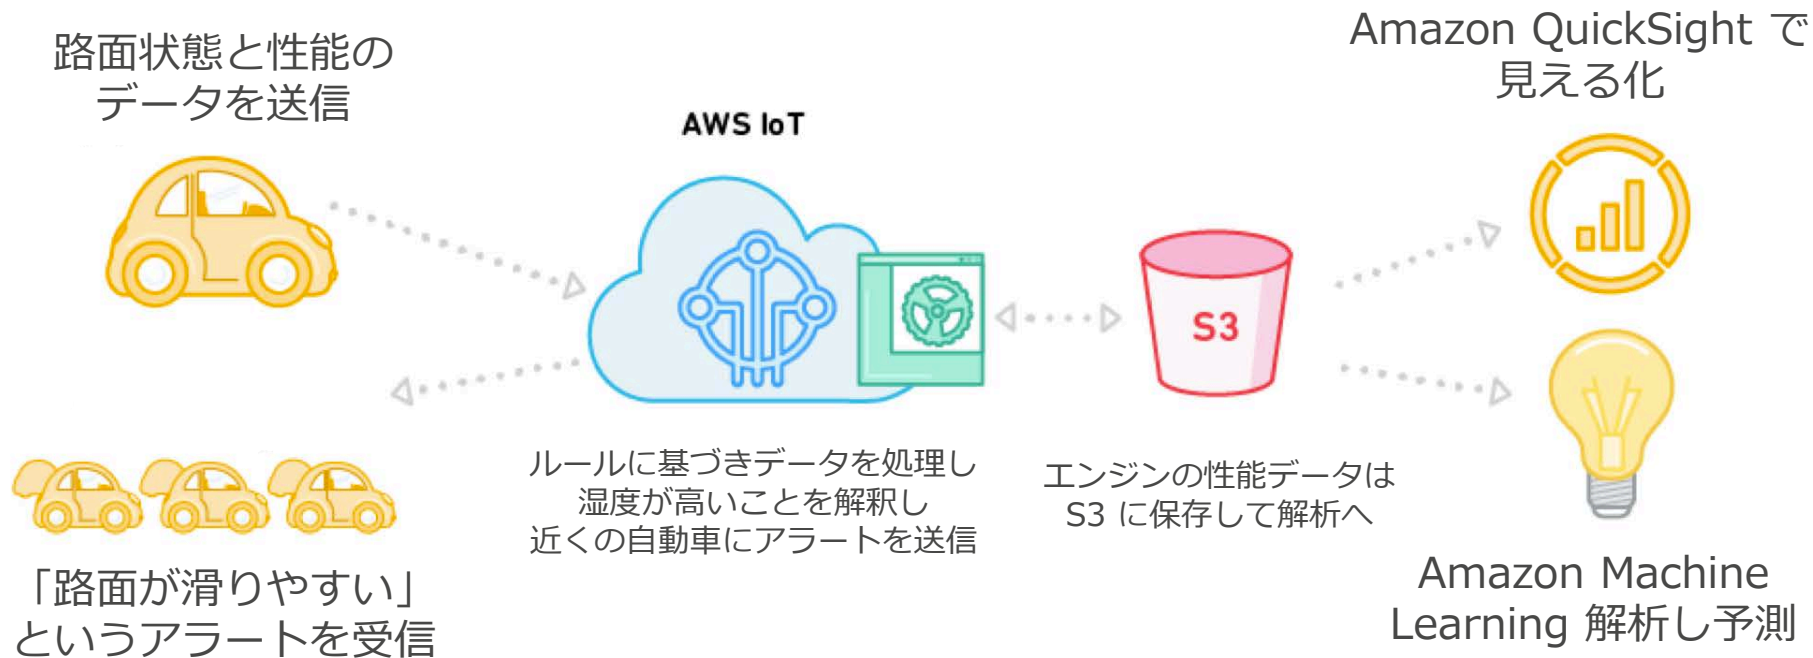 路面状態と性能の
データを送信
AWS IoT
Amazon QuickSight で
見える化
S3
ルールに基づきデータを処理し
湿度が高いことを解釈し
近くの自動車にアラートを送信
エンジンの性能データは
S3 に保存して解析へ
「路面が滑りやすい」
というアラートを受信
Amazon Machine
Learning 解析し予測